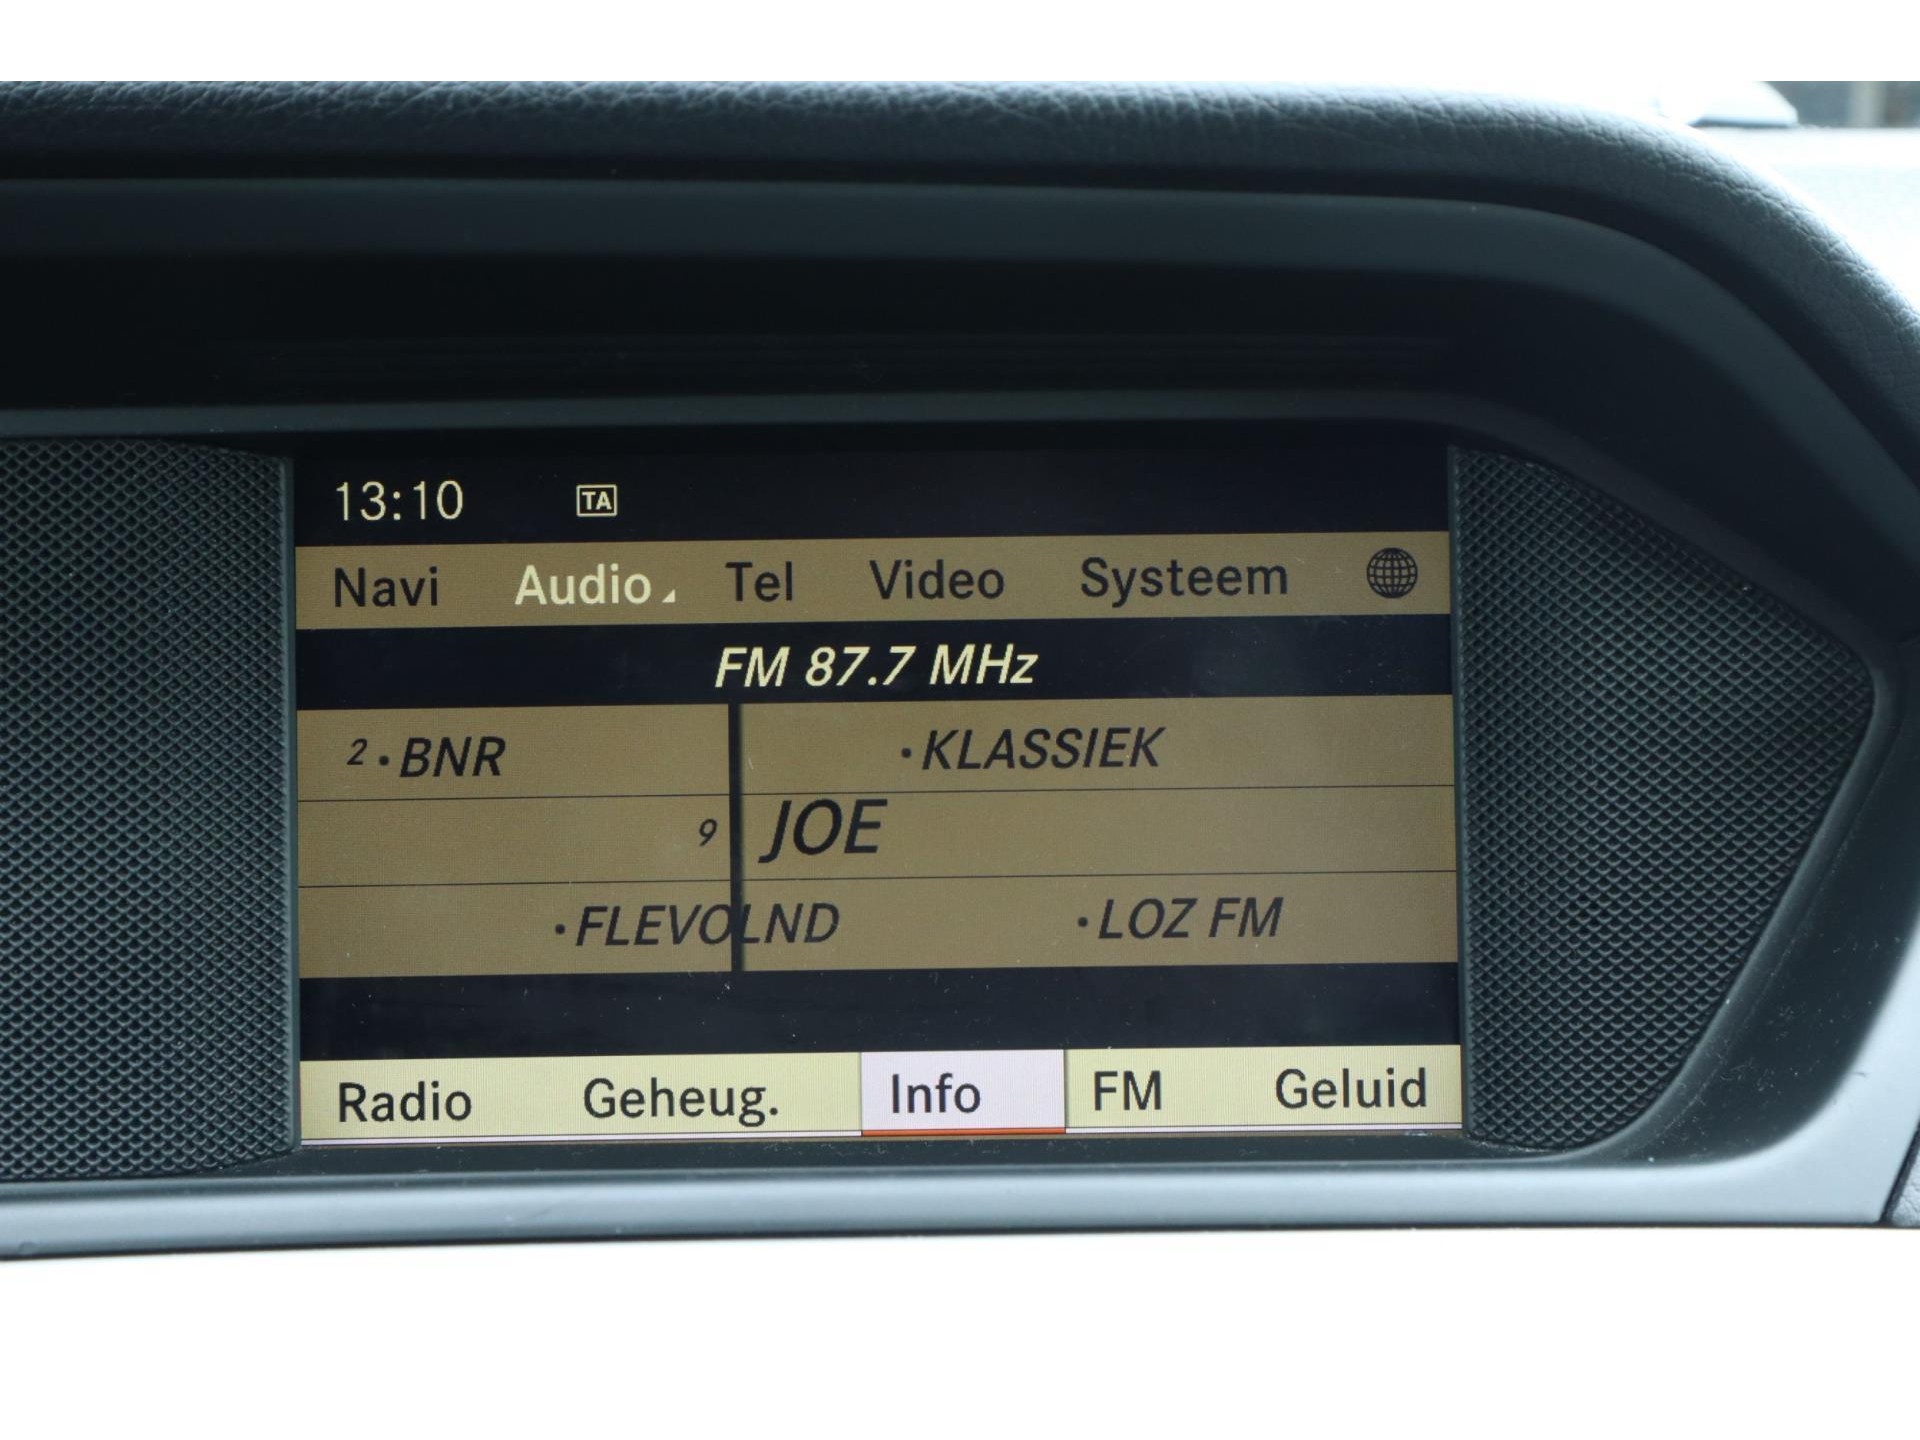 13:10 TA
Navi Audio Tel Video Systeem
FM 87.7 MHz
2 · BNR · KLASSIEK
9 JOE
· FLEVOLND · LOZ FM
Radio Geheug. Info FM Geluid